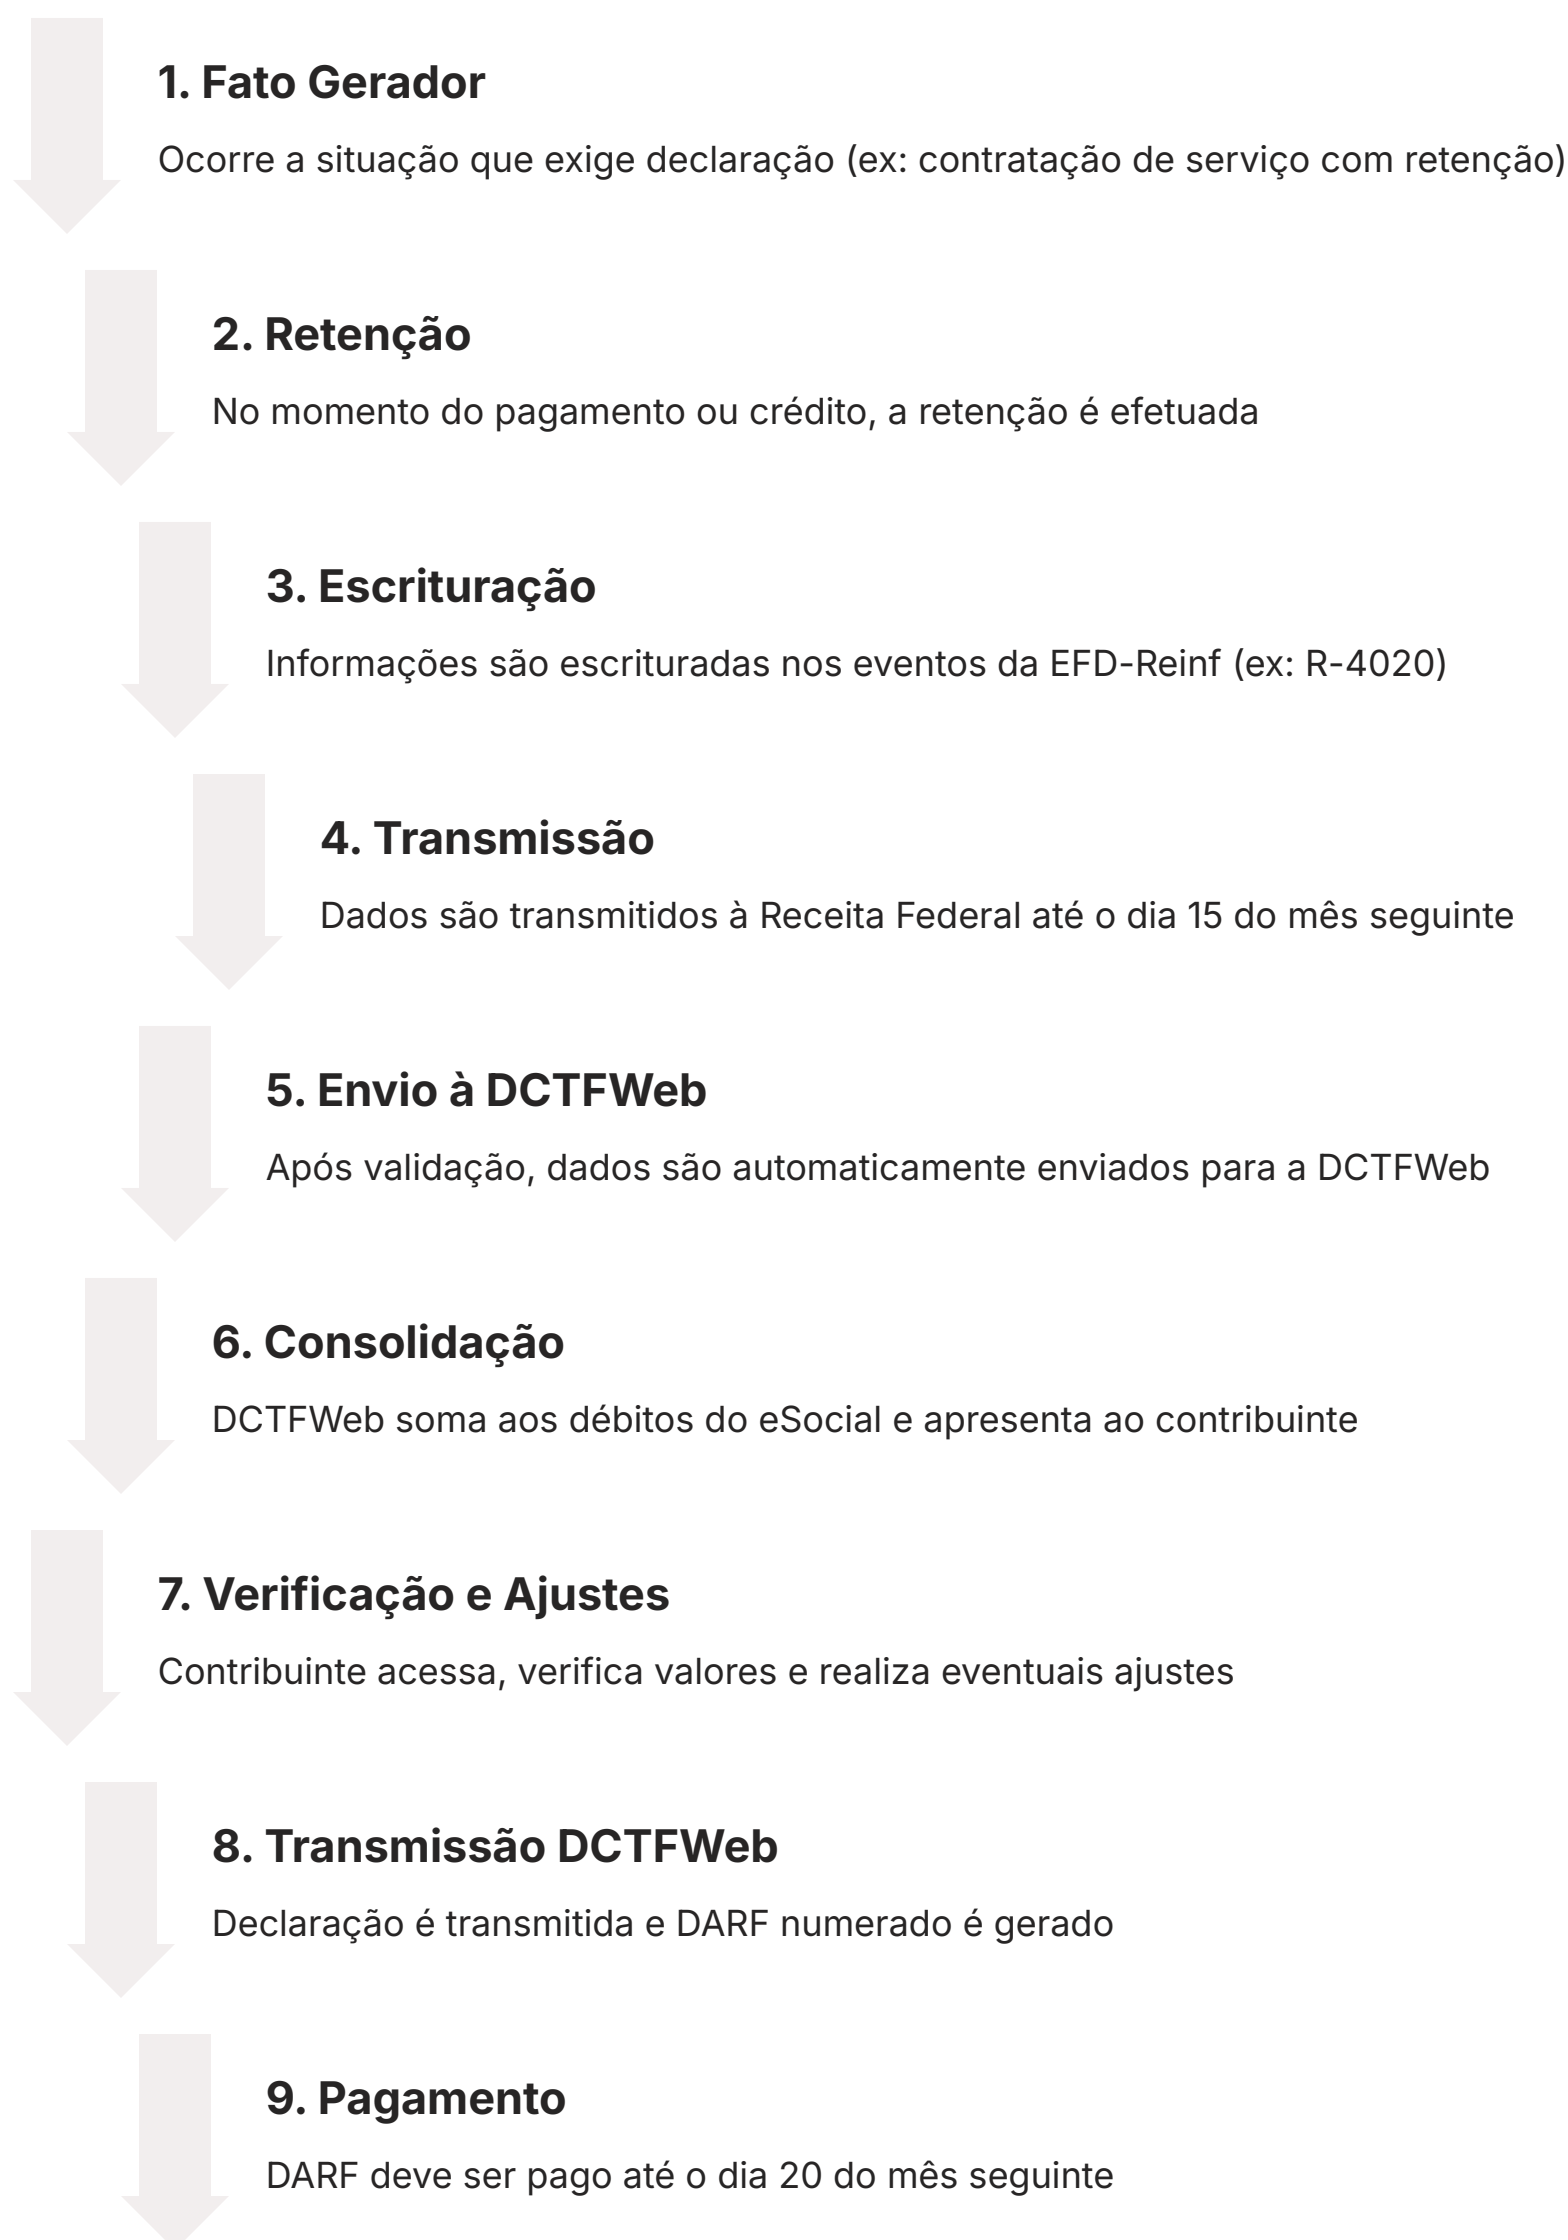 1. Fato Gerador
Ocorre a situação que exige declaração (ex: contratação de serviço com retenção)
2. Retenção
No momento do pagamento ou crédito, a retenção é efetuada
3. Escrituração
Informações são escrituradas nos eventos da EFD-Reinf (ex: R-4020)
4. Transmissão
Dados são transmitidos à Receita Federal até o dia 15 do mês seguinte
5. Envio à DCTFWeb
Após validação, dados são automaticamente enviados para a DCTFWeb
6. Consolidação
DCTFWeb soma aos débitos do eSocial e apresenta ao contribuinte
7. Verificação e Ajustes
Contribuinte acessa, verifica valores e realiza eventuais ajustes
8. Transmissão DCTFWeb
Declaração é transmitida e DARF numerado é gerado
9. Pagamento
DARF deve ser pago até o dia 20 do mês seguinte